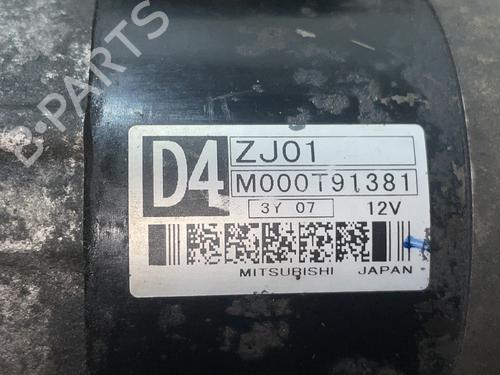 B-PARTS
D4
ZJ01
M000T91381
3Y 07 12V
MITSUBISHI JAPAN